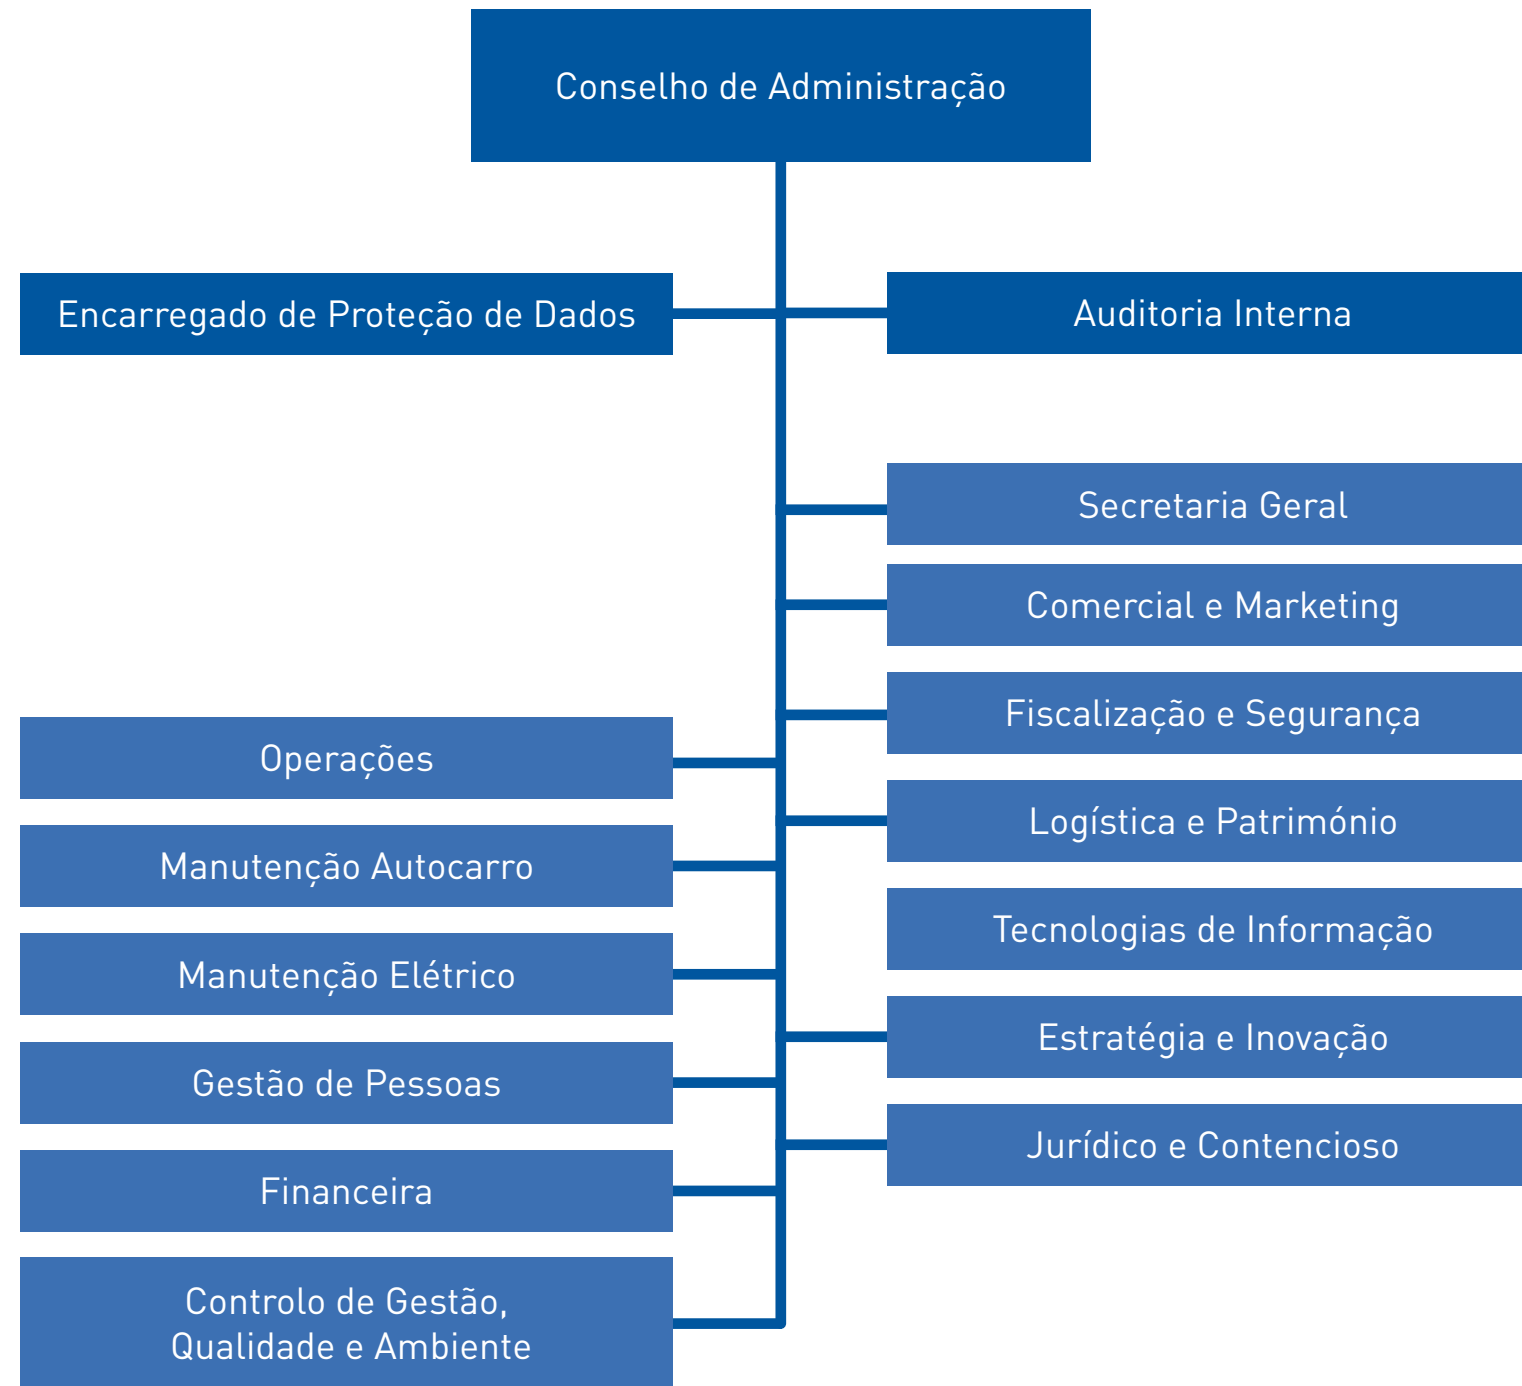 Conselho de Administração
Encarregado de Proteção de Dados
Auditoria Interna
Secretaria Geral
Comercial e Marketing
Fiscalização e Segurança
Operações
Logística e Património
Manutenção Autocarro
Tecnologias de Informação
Manutenção Elétrico
Estratégia e Inovação
Gestão de Pessoas
Jurídico e Contencioso
Financeira
Controlo de Gestão,
Qualidade e Ambiente